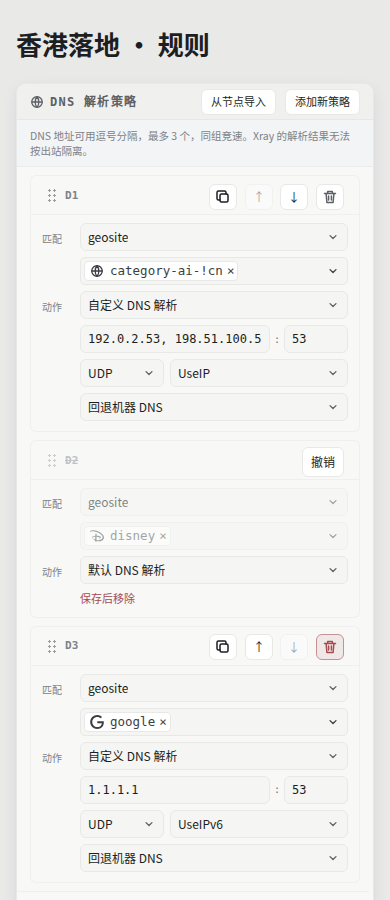 香港落地 · 规则
DNS 解析策略
从节点导入
添加新策略
DNS 地址可用逗号分隔，最多 3 个，同组竞速。Xray 的解析结果无法
按出站隔离。
D1
匹配
geosite
category-ai-!cn ×
动作
自定义 DNS 解析
192.0.2.53, 198.51.100.5
:
53
UDP
UseIP
回退机器 DNS
D2
撤销
匹配
geosite
disney ×
动作
默认 DNS 解析
保存后移除
D3
匹配
geosite
google ×
动作
自定义 DNS 解析
1.1.1.1
:
53
UDP
UseIPv6
回退机器 DNS